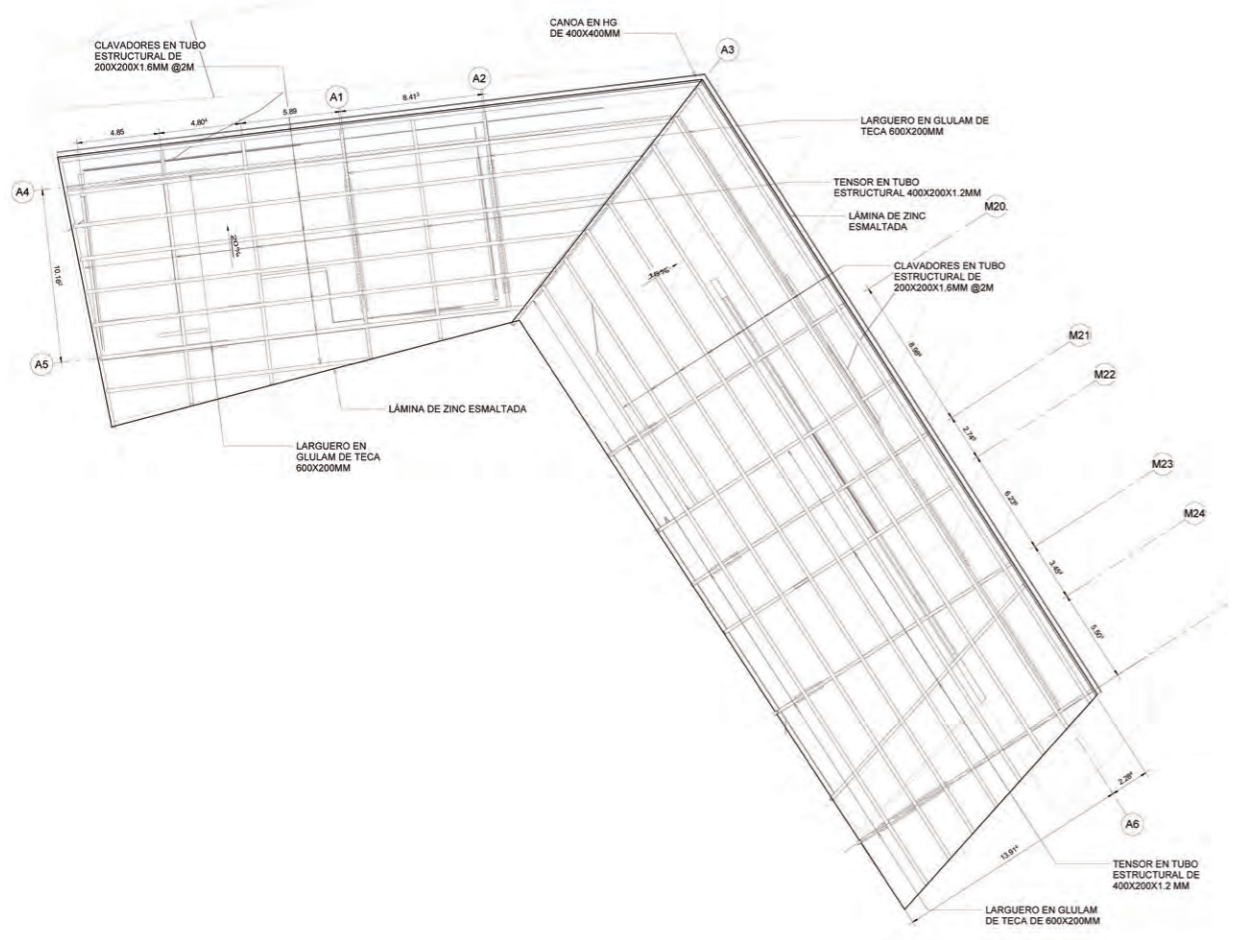 CANOA EN HG
DE 400X400MM
CLAVADORES EN TUBO
ESTRUCTURAL DE
200X200X1.6MM @2M
A3
A2
A1
8.41³
5.89
4.80⁴
4.85
LARGUERO EN GLULAM DE
TECA 600X200MM
A4
TENSOR EN TUBO
ESTRUCTURAL 400X200X1.2MM
M20.
LÁMINA DE ZINC
ESMALTADA
20%
18%
CLAVADORES EN TUBO
ESTRUCTURAL DE
200X200X1,6MM @2M
M21
A5
M22
LÁMINA DE ZINC ESMALTADA
LARGUERO EN
GLULAM DE TECA
600X200MM
M23
M24
A6
TENSOR EN TUBO
ESTRUCTURAL DE
400X200X1.2 MM
LARGUERO EN GLULAM
DE TECA DE 600X200MM